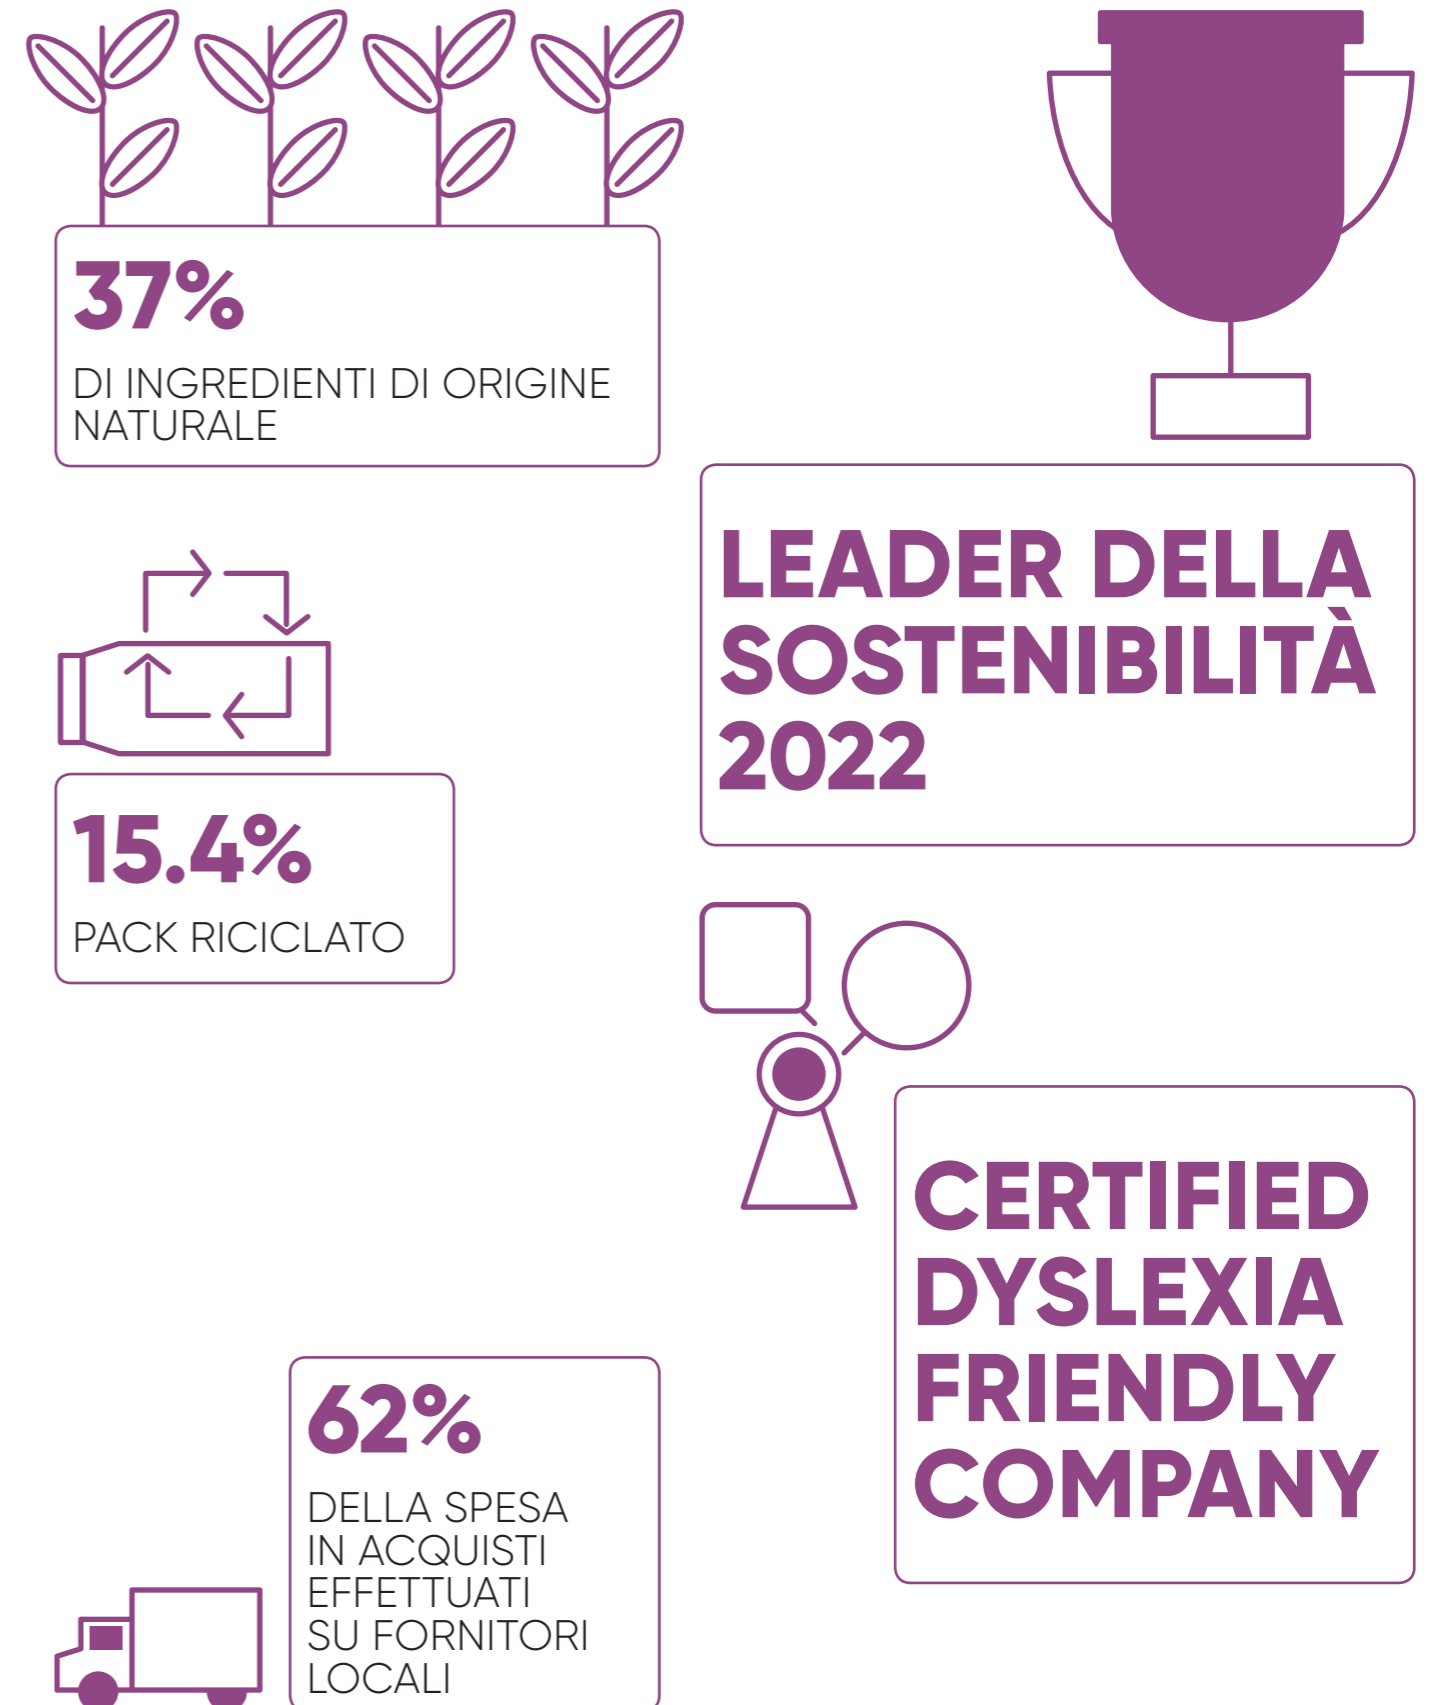 37%
DI INGREDIENTI DI ORIGINE
NATURALE
LEADER DELLA
SOSTENIBILITÀ
2022
15.4%
PACK RICICLATO
CERTIFIED
DYSLEXIA
FRIENDLY
COMPANY
62%
DELLA SPESA
IN ACQUISTI
EFFETTUATI
SU FORNITORI
LOCALI